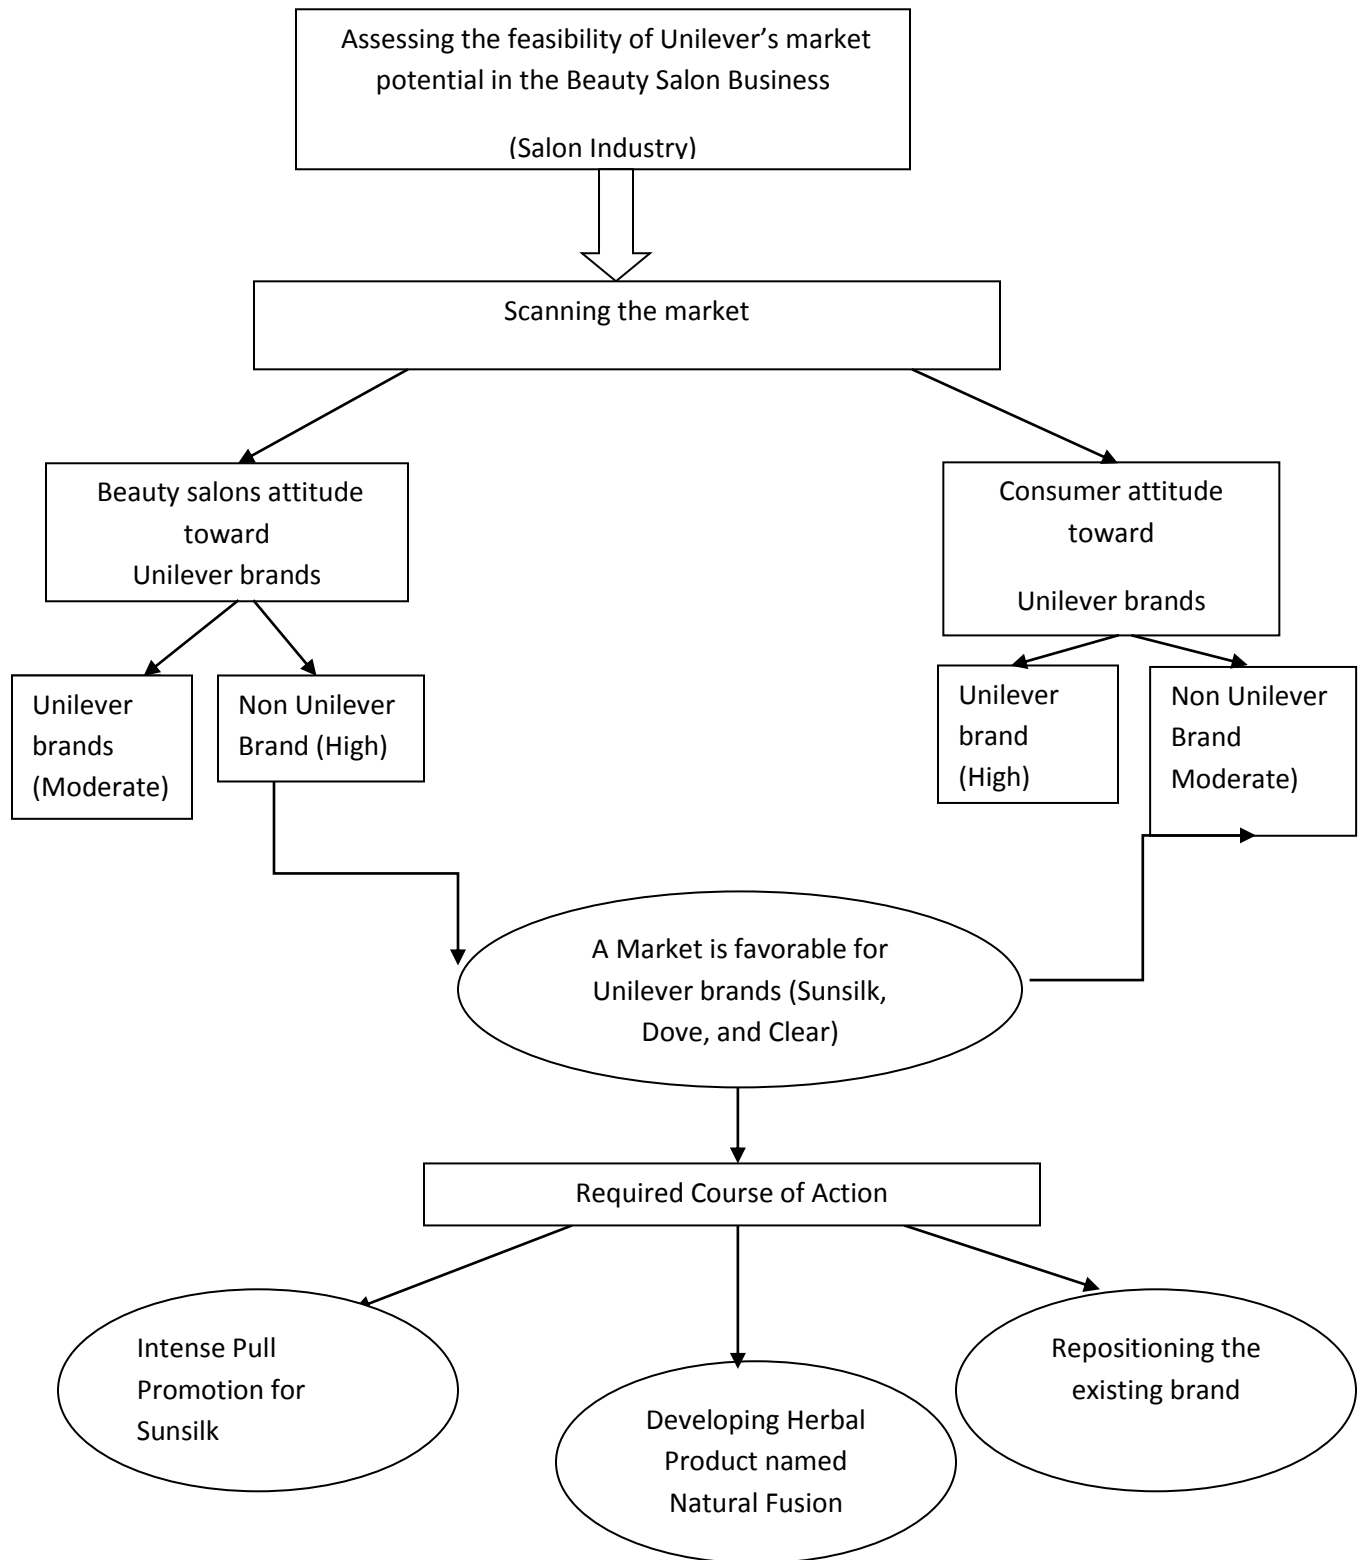 Assessing the feasibility of Unilever’s market
potential in the Beauty Salon Business
(Salon Industry)
Scanning the market
Beauty salons attitude
toward
Unilever brands
Consumer attitude
toward
Unilever brands
Unilever
brands
(Moderate)
Non Unilever
Brand (High)
Unilever
brand
(High)
Non Unilever
Brand
Moderate)
A Market is favorable for
Unilever brands (Sunsilk,
Dove, and Clear)
Required Course of Action
Intense Pull
Promotion for
Sunsilk
Developing Herbal
Product named
Natural Fusion
Repositioning the
existing brand